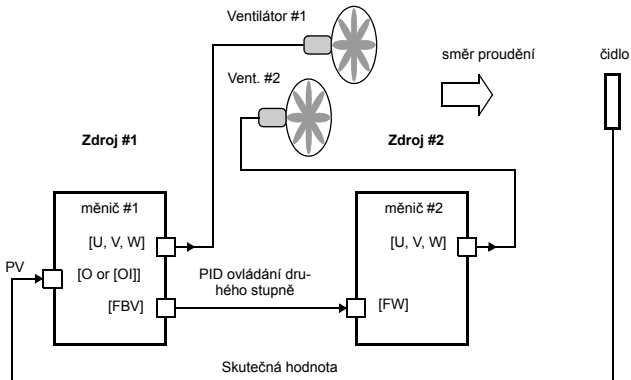 Ventilátor #1
směr proudění
čidlo
Vent. #2
Zdroj #1
Zdroj #2
měnič #1
měnič #2
[U, V, W]
[U, V, W]
PV
[O or [OI]]
PID ovládání dru-
hého stupně
[FBV]
[FW]
Skutečná hodnota